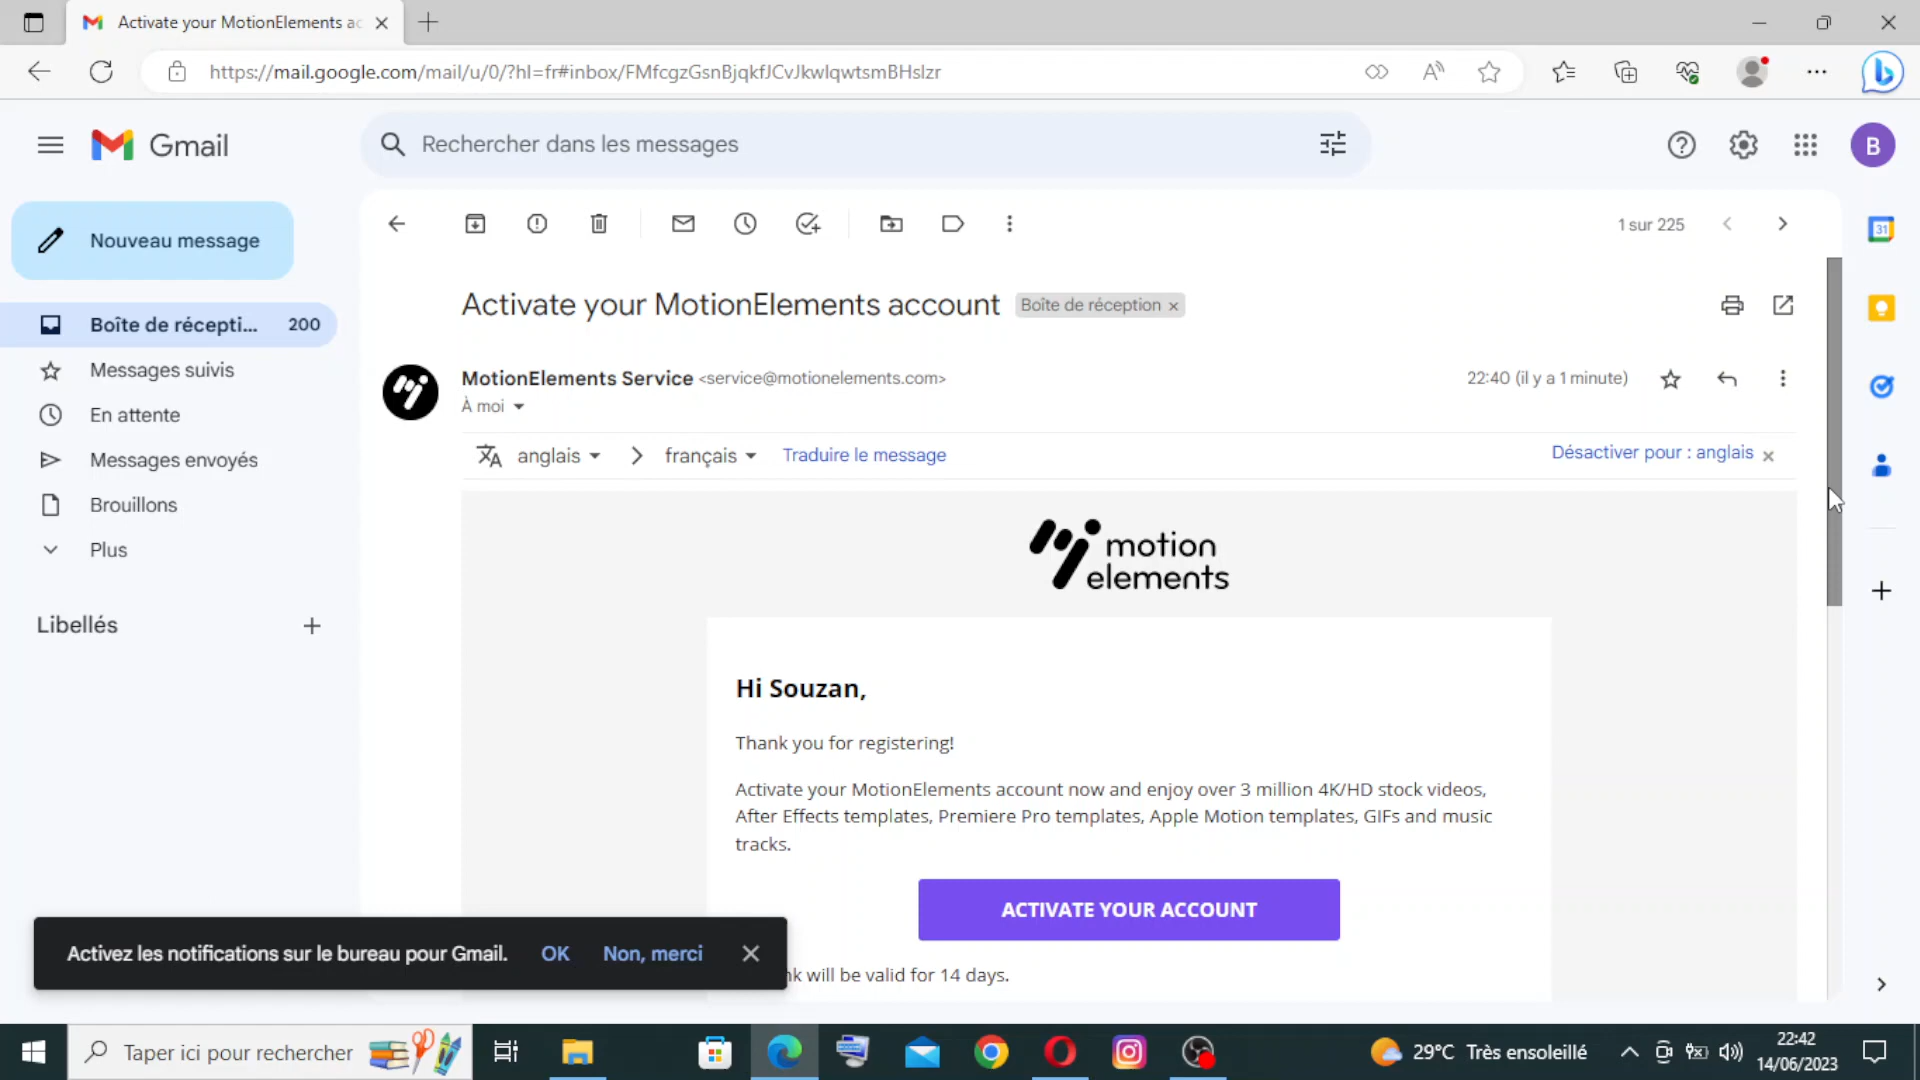 Activate your MotionElements ac
https://mail.google.com/mail/u/0/?hl=fr#inbox/FMfcgzGsnBjqkfJCvJkwlqwtsmBHslzr
Gmail
Rechercher dans les messages
B
Nouveau message
1 sur 225
31
Boîte de récepti... 200
Messages suivis
En attente
Messages envoyés
Brouillons
Plus
Libellés
Activate your MotionElements account
Boîte de réception
MotionElements Service <service@motionelements.com>
22:40 (il y a 1 minute)
À moi
anglais
français
Traduire le message
Désactiver pour : anglais
motion
elements
Hi Souzan,
Thank you for registering!
Activate your MotionElements account now and enjoy over 3 million 4K/HD stock videos,
After Effects templates, Premiere Pro templates, Apple Motion templates, GIFs and music
tracks.
ACTIVATE YOUR ACCOUNT
will be valid for 14 days.
Activez les notifications sur le bureau pour Gmail. OK Non, merci
Taper ici pour rechercher
29°C Très ensoleillé
22:42
14/06/2023